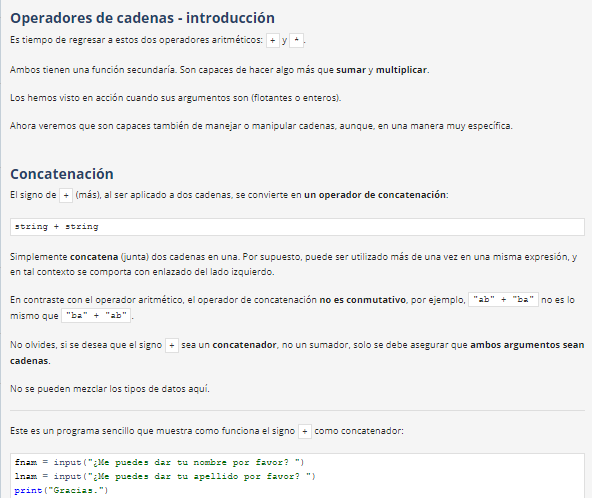 Operadores de cadenas - introducción
Es tiempo de regresar a estos dos operadores aritméticos: + y *.
Ambos tienen una función secundaría. Son capaces de hacer algo más que sumar y multiplicar.
Los hemos visto en acción cuando sus argumentos son (flotantes o enteros).
Ahora veremos que son capaces también de manejar o manipular cadenas, aunque, en una manera muy específica.
Concatenación
El signo de + (más), al ser aplicado a dos cadenas, se convierte en un operador de concatenación:
string + string
Simplemente concatena (junta) dos cadenas en una. Por supuesto, puede ser utilizado más de una vez en una misma expresión, y
en tal contexto se comporta con enlazado del lado izquierdo.
En contraste con el operador aritmético, el operador de concatenación no es conmutativo, por ejemplo, "ab" + "ba" no es lo
mismo que "ba" + "ab".
No olvides, si se desea que el signo + sea un concatenador, no un sumador, solo se debe asegurar que ambos argumentos sean
cadenas.
No se pueden mezclar los tipos de datos aquí.
Este es un programa sencillo que muestra como funciona el signo + como concatenador:
fnam = input("¿Me puedes dar tu nombre por favor? ")
lnam = input("¿Me puedes dar tu apellido por favor? ")
print("Gracias.")